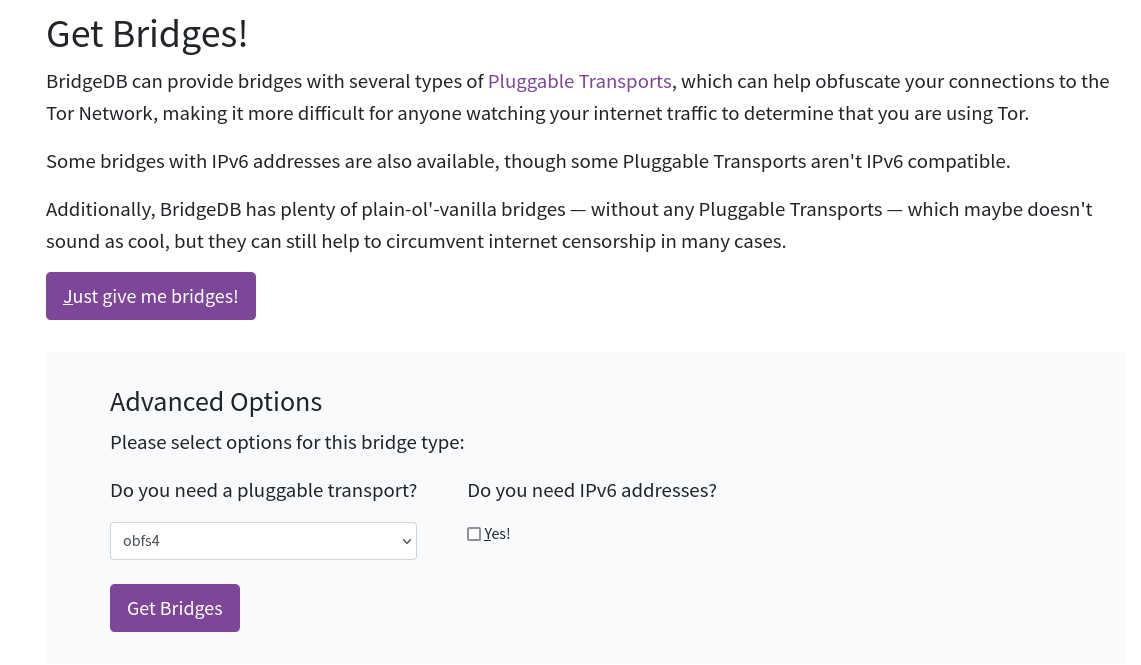 Get Bridges!
BridgeDB can provide bridges with several types of Pluggable Transports, which can help obfuscate your connections to the
Tor Network, making it more difficult for anyone watching your internet traffic to determine that you are using Tor.
Some bridges with IPv6 addresses are also available, though some Pluggable Transports aren't IPv6 compatible.
Additionally, BridgeDB has plenty of plain-ol'-vanilla bridges — without any Pluggable Transports — which maybe doesn't
sound as cool, but they can still help to circumvent internet censorship in many cases.
Just give me bridges!
Advanced Options
Please select options for this bridge type:
Do you need a pluggable transport?
obfs4
Do you need IPv6 addresses?
Yes!
Get Bridges